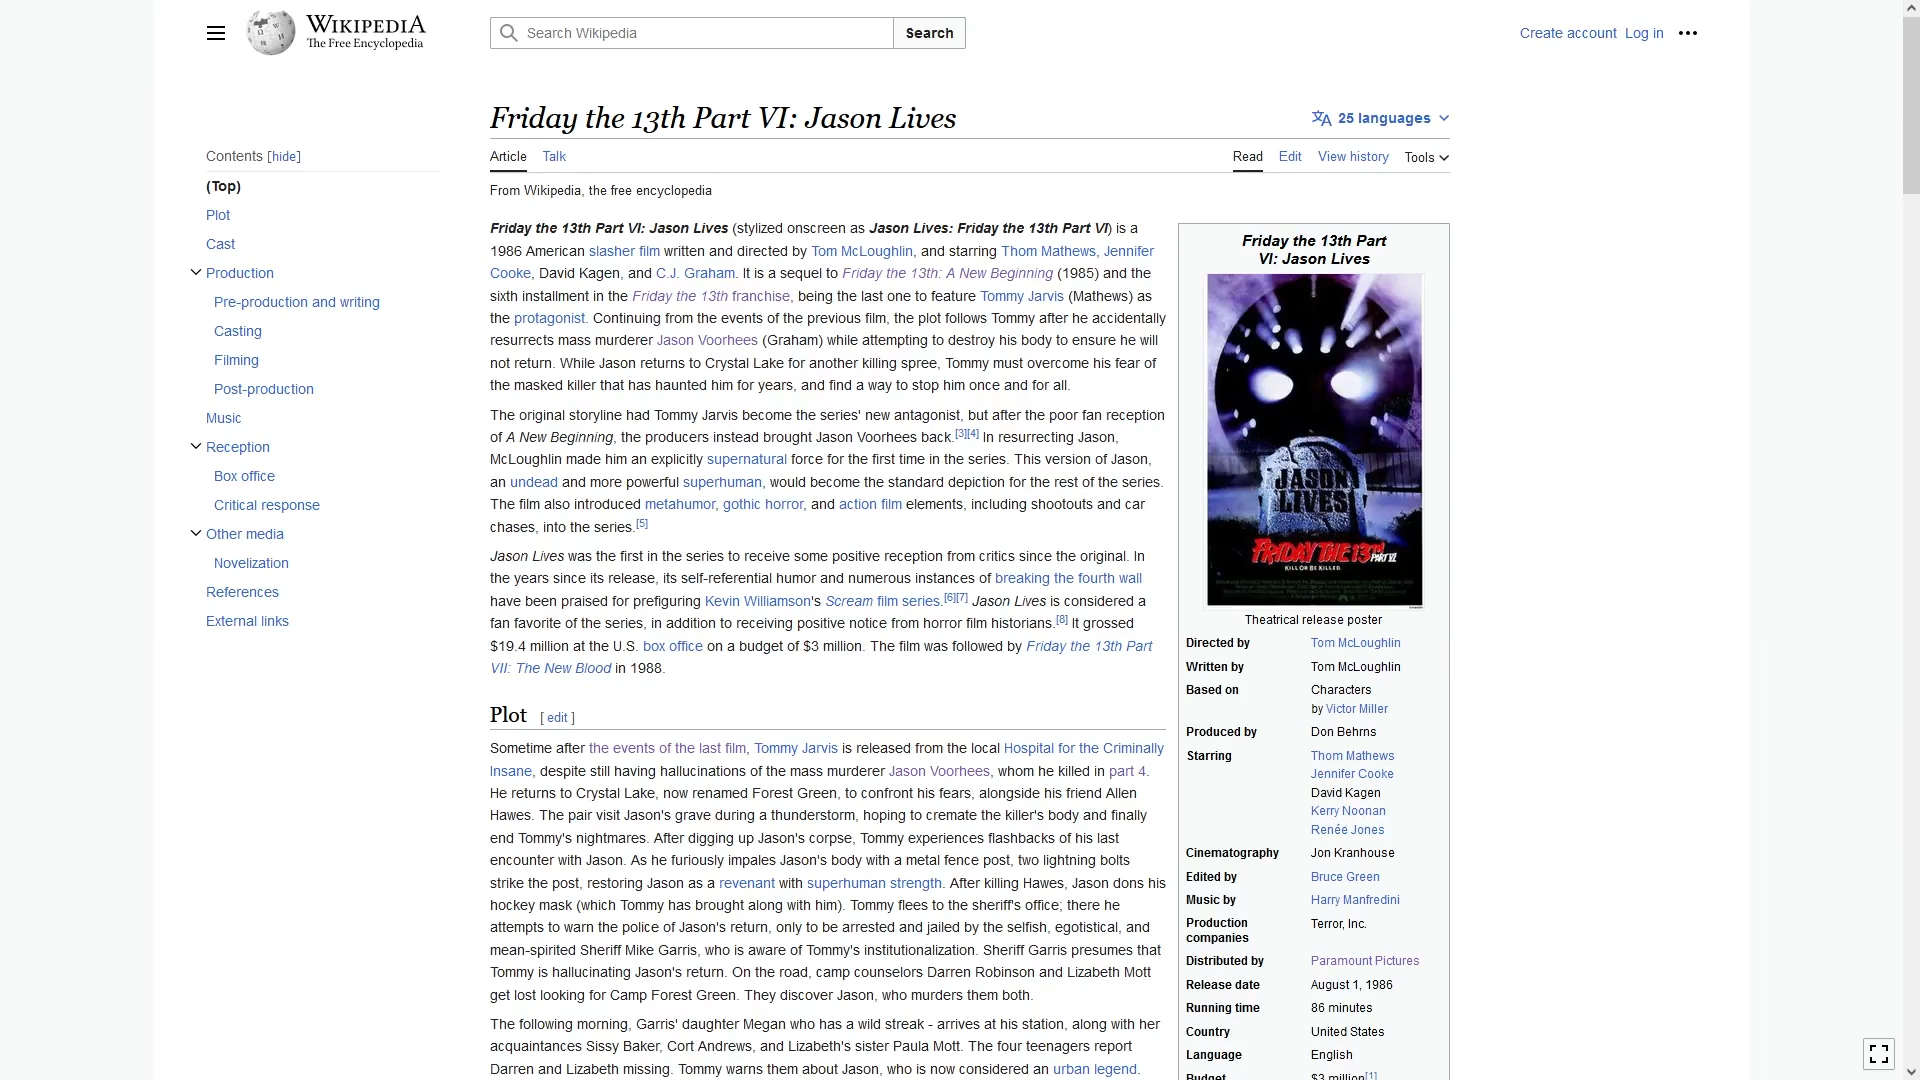 WIKIPEDIA
The Free Encyclopedia
Search Wikipedia
Search
Create account Log in
Friday the 13th Part VI: Jason Lives
25 languages
Article Talk
Read Edit View history Tools
From Wikipedia, the free encyclopedia
Contents [hide]
(Top)
Plot
Cast
Production
Pre-production and writing
Casting
Filming
Post-production
Music
Reception
Box office
Critical response
Other media
Novelization
References
External links
Friday the 13th Part VI: Jason Lives (stylized onscreen as Jason Lives: Friday the 13th Part VI) is a
1986 American slasher film written and directed by Tom McLoughlin, and starring Thom Mathews, Jennifer
Cooke, David Kagen, and C.J. Graham. It is a sequel to Friday the 13th: A New Beginning (1985) and the
sixth installment in the Friday the 13th franchise, being the last one to feature Tommy Jarvis (Mathews) as
the protagonist. Continuing from the events of the previous film, the plot follows Tommy after he accidentally
resurrects mass murderer Jason Voorhees (Graham) while attempting to destroy his body to ensure he will
not return. While Jason returns to Crystal Lake for another killing spree, Tommy must overcome his fear of
the masked killer that has haunted him for years, and find a way to stop him once and for all.
The original storyline had Tommy Jarvis become the series' new antagonist, but after the poor fan reception
of A New Beginning, the producers instead brought Jason Voorhees back.[3][4] In resurrecting Jason,
McLoughlin made him an explicitly supernatural force for the first time in the series. This version of Jason,
an undead and more powerful superhuman, would become the standard depiction for the rest of the series.
The film also introduced metahumor, gothic horror, and action film elements, including shootouts and car
chases, into the series.[5]
Jason Lives was the first in the series to receive some positive reception from critics since the original. In
the years since its release, its self-referential humor and numerous instances of breaking the fourth wall
have been praised for prefiguring Kevin Williamson's Scream film series.[6][7] Jason Lives is considered a
fan favorite of the series, in addition to receiving positive notice from horror film historians.[8] It grossed
$19.4 million at the U.S. box office on a budget of $3 million. The film was followed by Friday the 13th Part
VII: The New Blood in 1988.
Plot [ edit ]
Sometime after the events of the last film, Tommy Jarvis is released from the local Hospital for the Criminally
Insane, despite still having hallucinations of the mass murderer Jason Voorhees, whom he killed in part 4.
He returns to Crystal Lake, now renamed Forest Green, to confront his fears, alongside his friend Allen
Hawes. The pair visit Jason's grave during a thunderstorm, hoping to cremate the killer's body and finally
end Tommy's nightmares. After digging up Jason's corpse, Tommy experiences flashbacks of his last
encounter with Jason. As he furiously impales Jason's body with a metal fence post, two lightning bolts
strike the post, restoring Jason as a revenant with superhuman strength. After killing Hawes, Jason dons his
hockey mask (which Tommy has brought along with him). Tommy flees to the sheriff's office; there he
attempts to warn the police of Jason's return, only to be arrested and jailed by the selfish, egotistical, and
mean-spirited Sheriff Mike Garris, who is aware of Tommy's institutionalization. Sheriff Garris presumes that
Tommy is hallucinating Jason's return. On the road, camp counselors Darren Robinson and Lizabeth Mott
get lost looking for Camp Forest Green. They discover Jason, who murders them both.
The following morning, Garris' daughter Megan who has a wild streak - arrives at his station, along with her
acquaintances Sissy Baker, Cort Andrews, and Lizabeth's sister Paula Mott. The four teenagers report
Darren and Lizabeth missing. Tommy warns them about Jason, who is now considered an urban legend.
Friday the 13th Part
VI: Jason Lives
JASON
LIVES
FRIDAY THE 13TH PART VI
KILL OR BE KILLED.
Theatrical release poster
Directed by Tom McLoughlin
Written by Tom McLoughlin
Based on Characters
by Victor Miller
Produced by Don Behrns
Starring Thom Mathews
Jennifer Cooke
David Kagen
Kerry Noonan
Renée Jones
Cinematography Jon Kranhouse
Edited by Bruce Green
Music by Harry Manfredini
Production
companies Terror, Inc.
Distributed by Paramount Pictures
Release date August 1, 1986
Running time 86 minutes
Country United States
Language English
Budget $3 million[1]